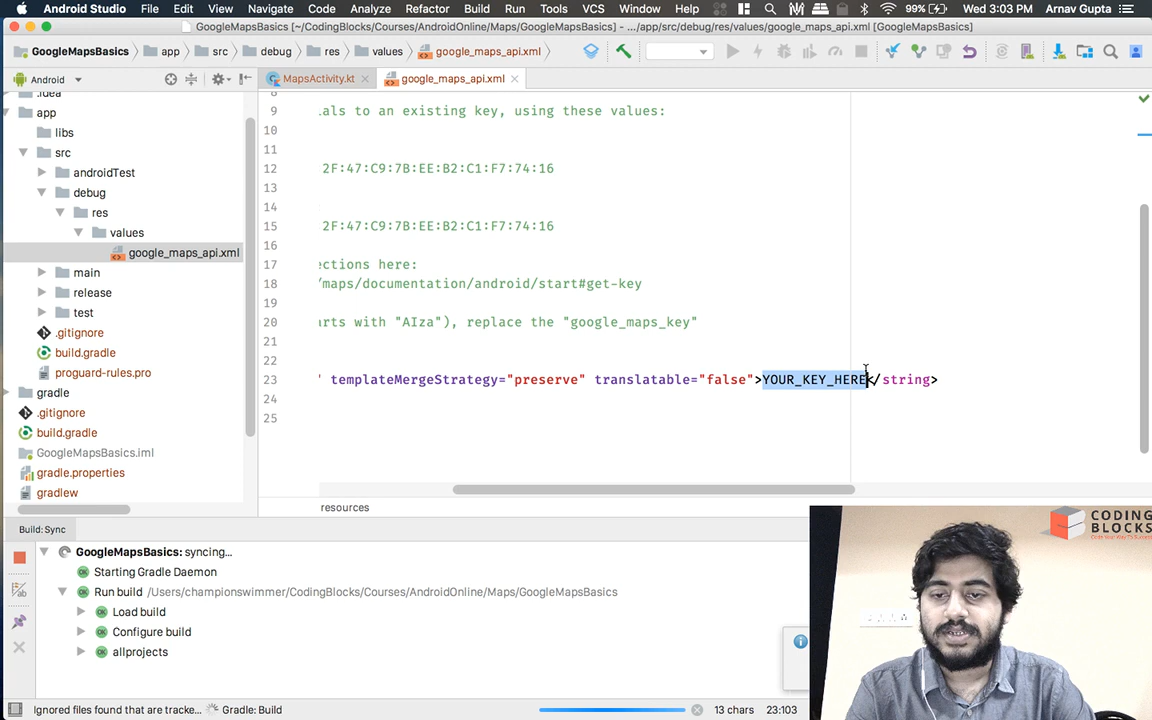 Android Studio File Edit View Navigate Code Analyze Refactor Build Run Tools VCS Window Help 99% Wed 3:03 PM Arnav Gupta
GoogleMapsBasics [~/CodingBlocks/Courses/AndroidOnline/Maps/GoogleMapsBasics] - .../app/src/debug/res/values/google_maps_api.xml [GoogleMapsBasics]
GoogleMapsBasics app src debug res values google_maps_api.xml
Android MapsActivity.kt google_maps_api.xml
.idea
app
libs
src
androidTest
debug
res
values
google_maps_api.xml
main
release
test
.gitignore
build.gradle
proguard-rules.pro
gradle
.gitignore
build.gradle
GoogleMapsBasics.iml
gradle.properties
gradlew
8
9 als to an existing key, using these values:
10
11
12 2F:47:C9:7B:EE:B2:C1:F7:74:16
13
14
15 2F:47:C9:7B:EE:B2:C1:F7:74:16
16
17 ections here:
18 /maps/documentation/android/start#get-key
19
20 arts with "AIza"), replace the "google_maps_key"
21
22
23 " templateMergeStrategy="preserve" translatable="false">YOUR_KEY_HERE</string>
24
25
resources
Build: Sync
GoogleMapsBasics: syncing...
Starting Gradle Daemon
Run build /Users/championswimmer/CodingBlocks/Courses/AndroidOnline/Maps/GoogleMapsBasics
Load build
Configure build
allprojects
CODING
BLOCKS
Ignored files found that are tracke... Gradle: Build 13 chars 23:103